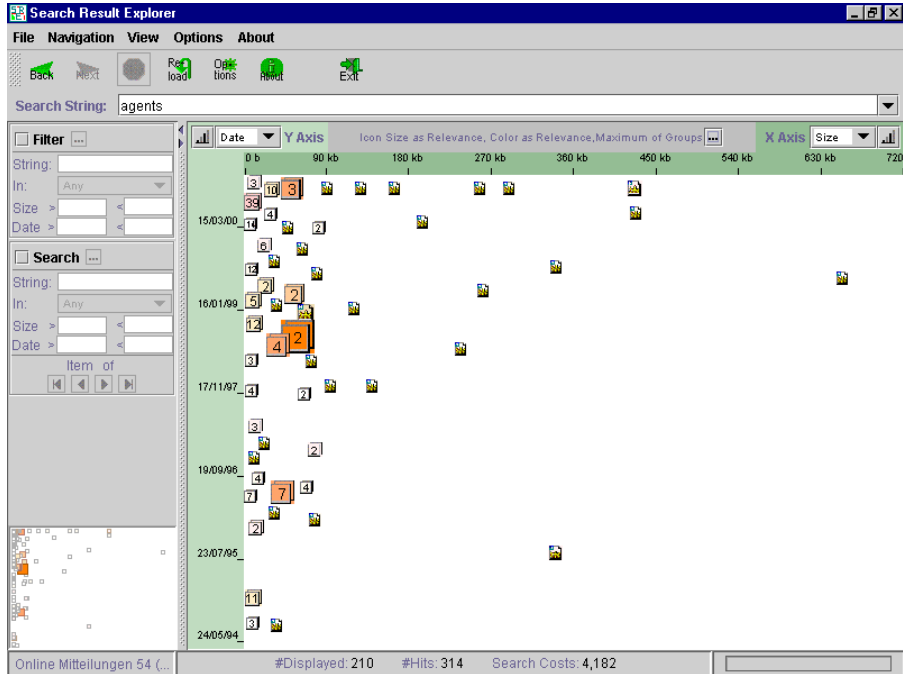 Search Result Explorer
File Navigation View Options About
Back Next Reload Options About Exit
Search String: agents
Filter ...
String:
In: Any
Size > <
Date > <
Search ...
String:
In: Any
Size > <
Date > <
Item of
Date Y Axis Icon Size as Relevance, Color as Relevance,Maximum of Groups ... X Axis Size
0 b 90 kb 180 kb 270 kb 360 kb 450 kb 540 kb 630 kb 720
3 10 3
39 4
15/03/00 14 2
6
12
2 2
16/01/99 5
12 2
4
3
17/11/97 4 2
3
2
19/09/96 4
7 7 4
2
23/07/95
11
3
24/05/94
Online Mitteilungen 54 (... #Displayed: 210 #Hits: 314 Search Costs: 4,182